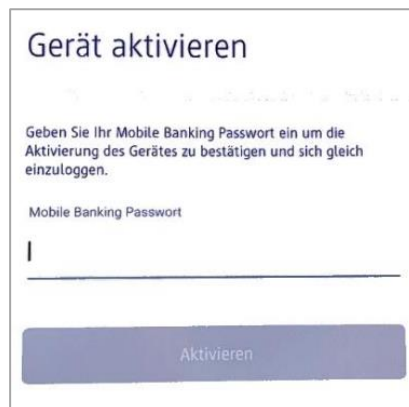 Gerät aktivieren
Geben Sie Ihr Mobile Banking Passwort ein um die
Aktivierung des Gerätes zu bestätigen und sich gleich
einzuloggen.
Mobile Banking Passwort
Aktivieren